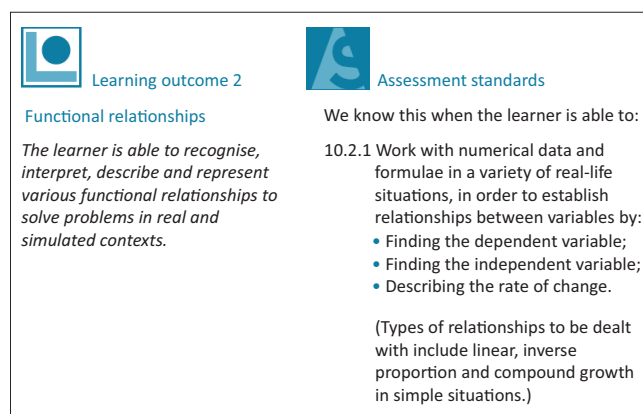 Learning outcome 2
Functional relationships
The learner is able to recognise,
interpret, describe and represent
various functional relationships to
solve problems in real and
simulated contexts.
Assessment standards
We know this when the learner is able to:
10.2.1 Work with numerical data and
formulae in a variety of real-life
situations, in order to establish
relationships between variables by:
• Finding the dependent variable;
• Finding the independent variable;
• Describing the rate of change.
(Types of relationships to be dealt
with include linear, inverse
proportion and compound growth
in simple situations.)